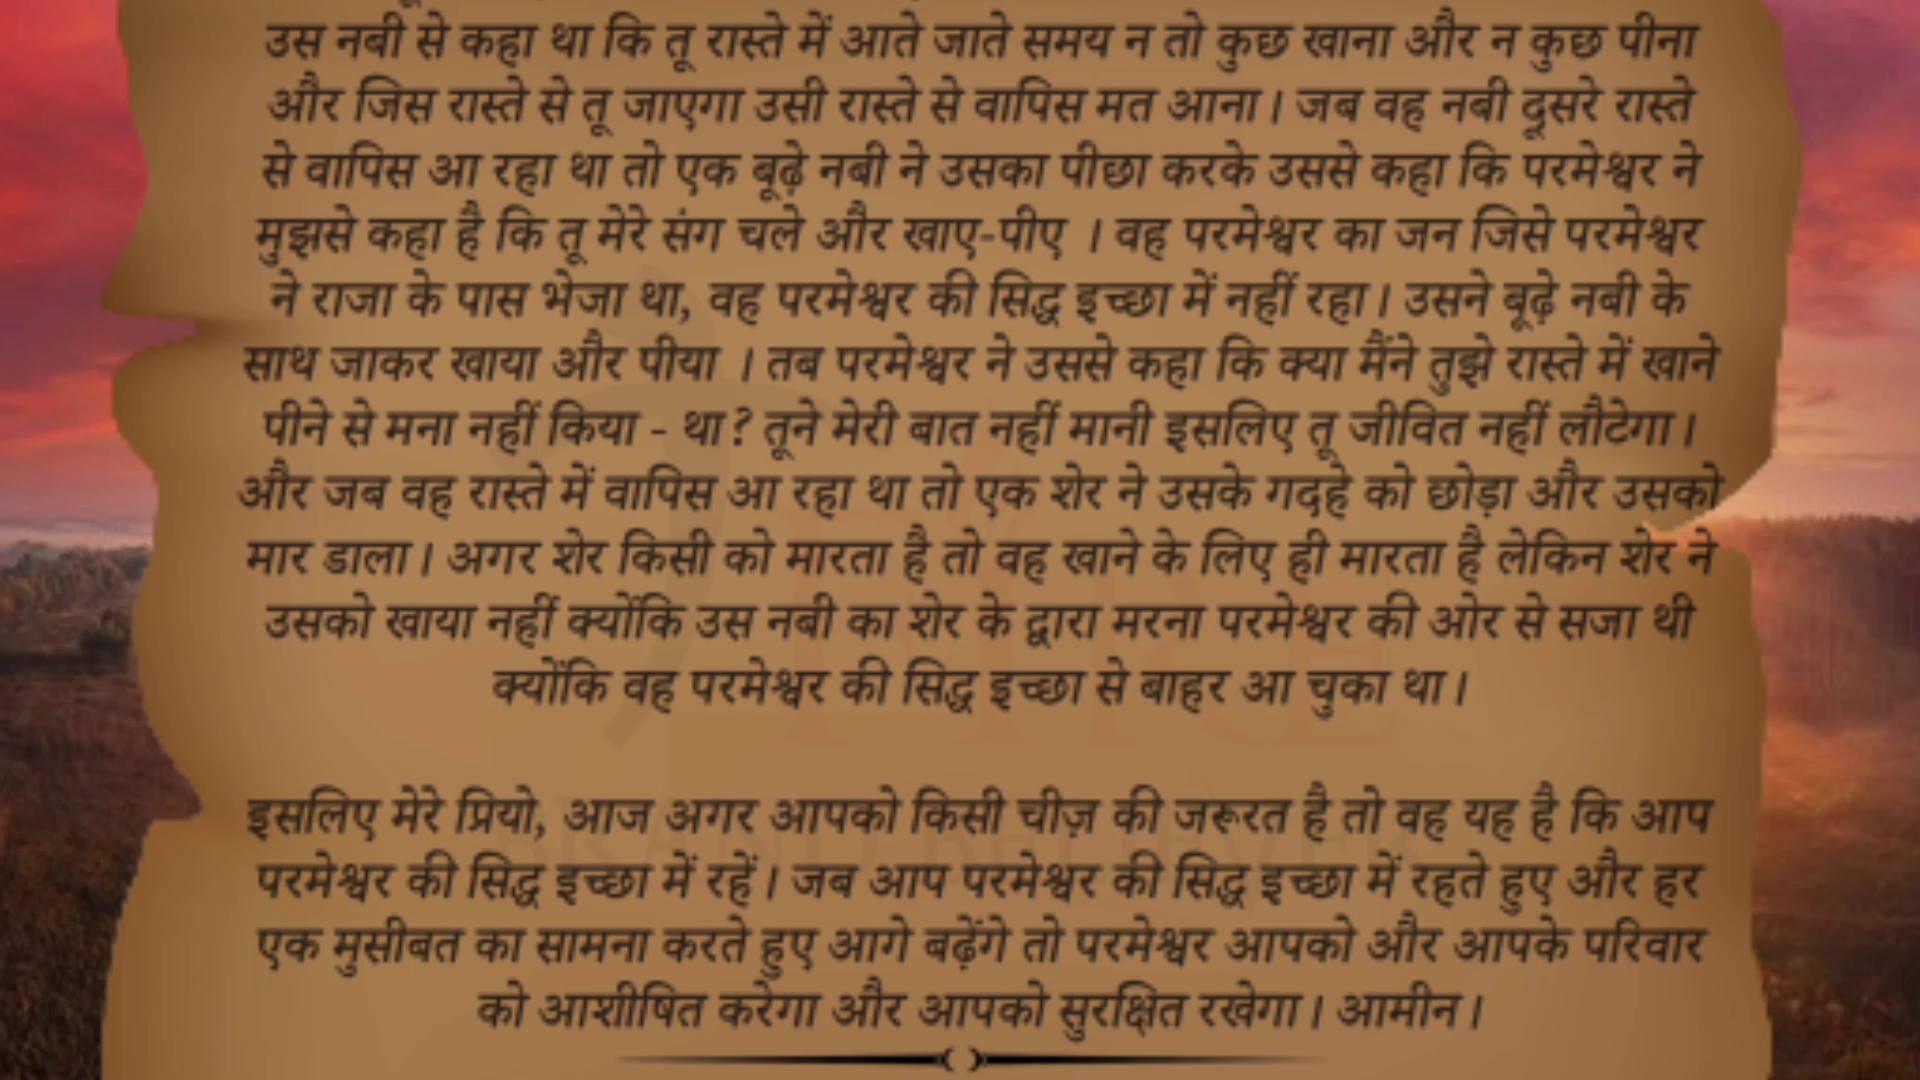 उस नबी से कहा था कि तू रास्ते में आते जाते समय न तो कुछ खाना और न कुछ पीना
और जिस रास्ते से तू जाएगा उसी रास्ते से वापिस मत आना। जब वह नबी दूसरे रास्ते
से वापिस आ रहा था तो एक बूढ़े नबी ने उसका पीछा करके उससे कहा कि परमेश्वर ने
मुझसे कहा है कि तू मेरे संग चले और खाए-पीए । वह परमेश्वर का जन जिसे परमेश्वर
ने राजा के पास भेजा था, वह परमेश्वर की सिद्ध इच्छा में नहीं रहा। उसने बूढ़े नबी के
साथ जाकर खाया और पीया । तब परमेश्वर ने उससे कहा कि क्या मैंने तुझे रास्ते में खाने
पीने से मना नहीं किया - था? तूने मेरी बात नहीं मानी इसलिए तू जीवित नहीं लौटेगा।
और जब वह रास्ते में वापिस आ रहा था तो एक शेर ने उसके गदहे को छोड़ा और उसको
मार डाला। अगर शेर किसी को मारता है तो वह खाने के लिए ही मारता है लेकिन शेर ने
उसको खाया नहीं क्योंकि उस नबी का शेर के द्वारा मरना परमेश्वर की ओर से सजा थी
क्योंकि वह परमेश्वर की सिद्ध इच्छा से बाहर आ चुका था।
इसलिए मेरे प्रियो, आज अगर आपको किसी चीज़ की जरूरत है तो वह यह है कि आप
परमेश्वर की सिद्ध इच्छा में रहें। जब आप परमेश्वर की सिद्ध इच्छा में रहते हुए और हर
एक मुसीबत का सामना करते हुए आगे बढ़ेंगे तो परमेश्वर आपको और आपके परिवार
को आशीषित करेगा और आपको सुरक्षित रखेगा। आमीन।